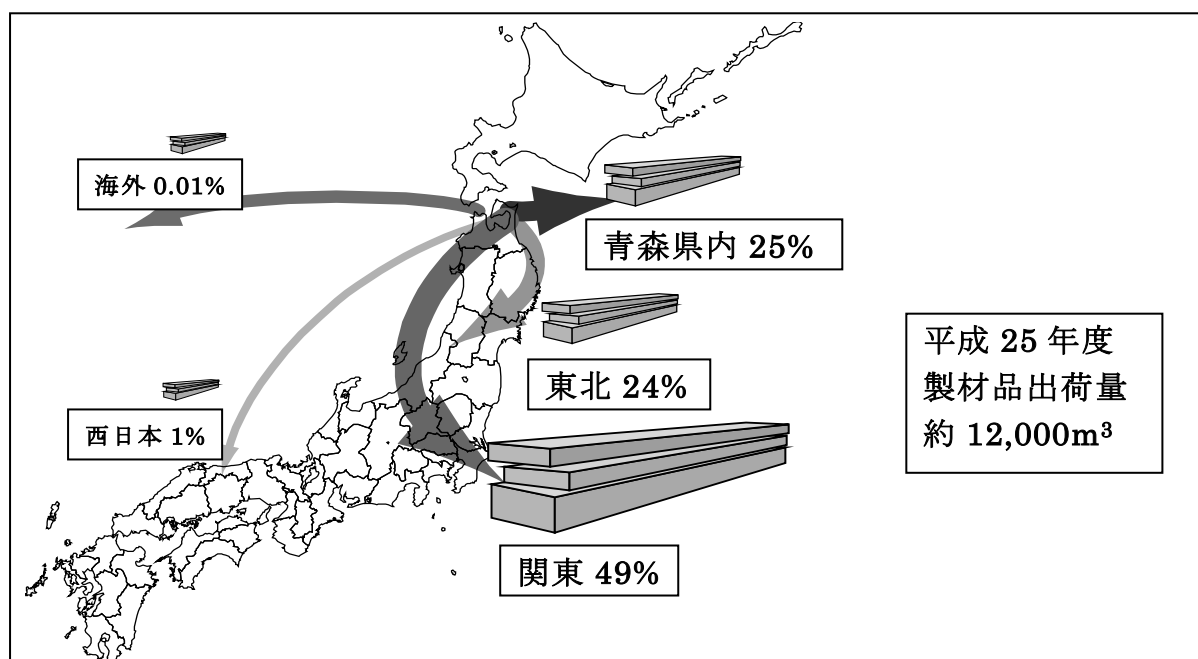 海外 0.01%
青森県内 25%
東北 24%
西日本 1%
関東 49%
平成 25 年度
製材品出荷量
約 12,000m³